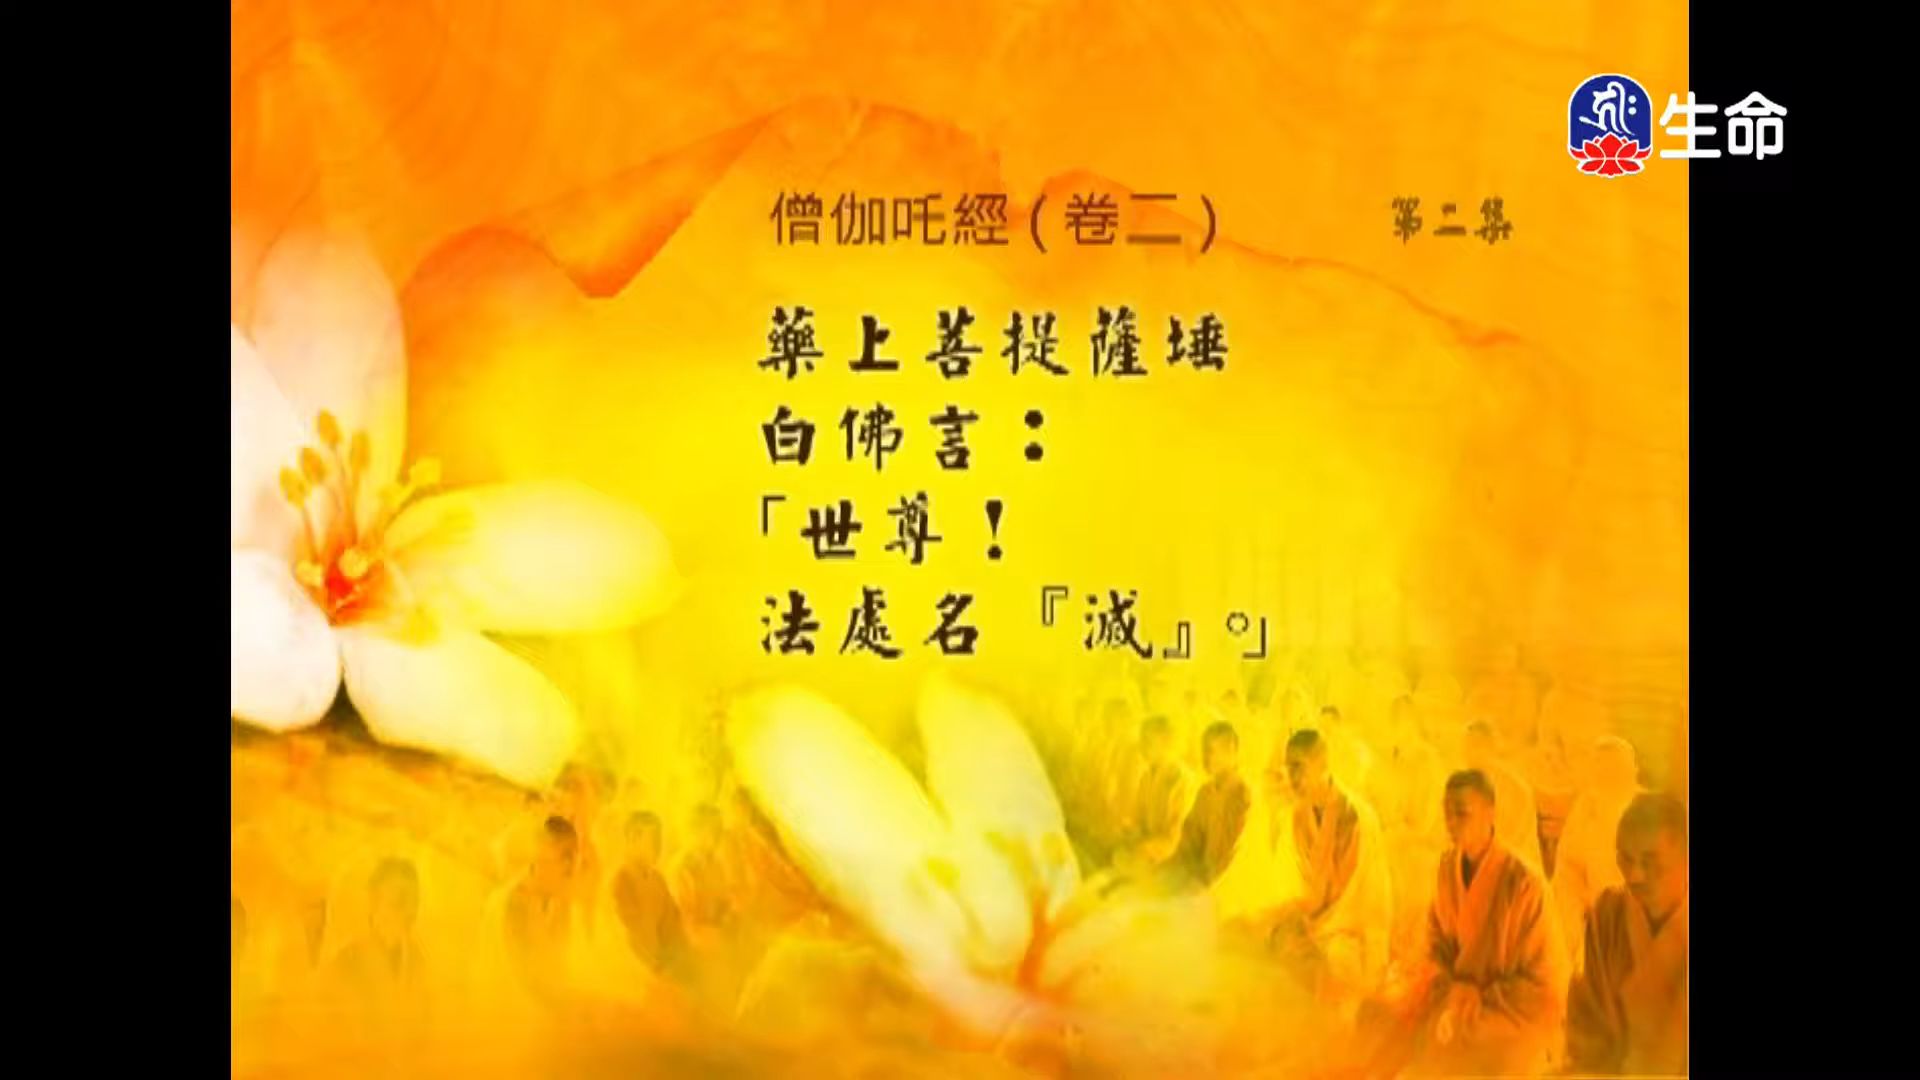 生命
僧伽吒經(卷二)
第二集
藥上菩提薩埵
白佛言：
「世尊！
法處名『滅』。」